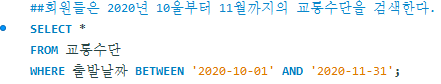 ##회원들은 2020년 10월부터 11월까지의 교통수단을 검색한다.
SELECT *
FROM 교통수단
WHERE 출발날짜 BETWEEN '2020-10-01' AND '2020-11-31';